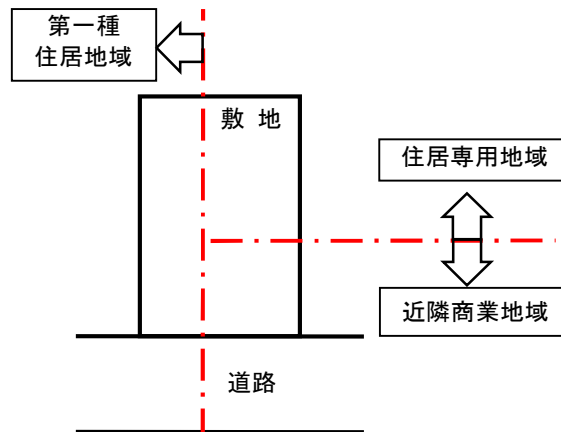 第一種
住居地域
敷 地
住居専用地域
近隣商業地域
道路